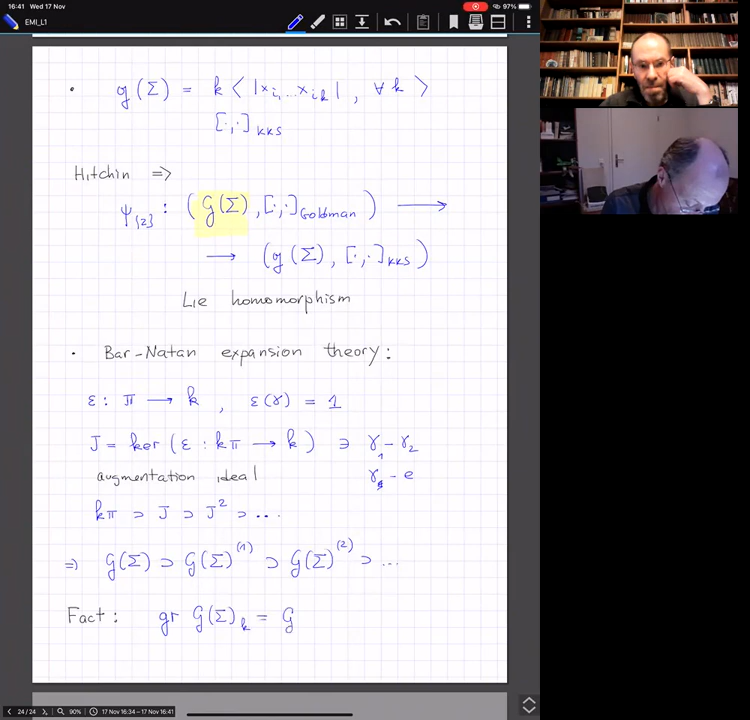 16:41 Wed 17 Nov
97%
EMI_L1
• g(Σ) = k < |x_{i_1} ... x_{i_k}| , ∀k >
[·,·]_{KKS}
Hitchin =>
Ψ_{{2}} : ( G(Σ), [·,·]_{Goldman} ) ⟶
⟶ (g(Σ), [·,·]_{KKS})
Lie homomorphism
• Bar-Natan expansion theory:
ε: π ⟶ k , ε(γ) = 1
J = ker (ε : kπ ⟶ k) ∋ γ_1 - γ_2
augmentation ideal γ - e
kπ ⊃ J ⊃ J^2 ⊃ ...
⇒ G(Σ) ⊃ G(Σ)^{(1)} ⊃ G(Σ)^{(2)} ⊃ ...
Fact: gr G(Σ)_k = G
24/24
90%
17 Nov 16:34 – 17 Nov 16:41